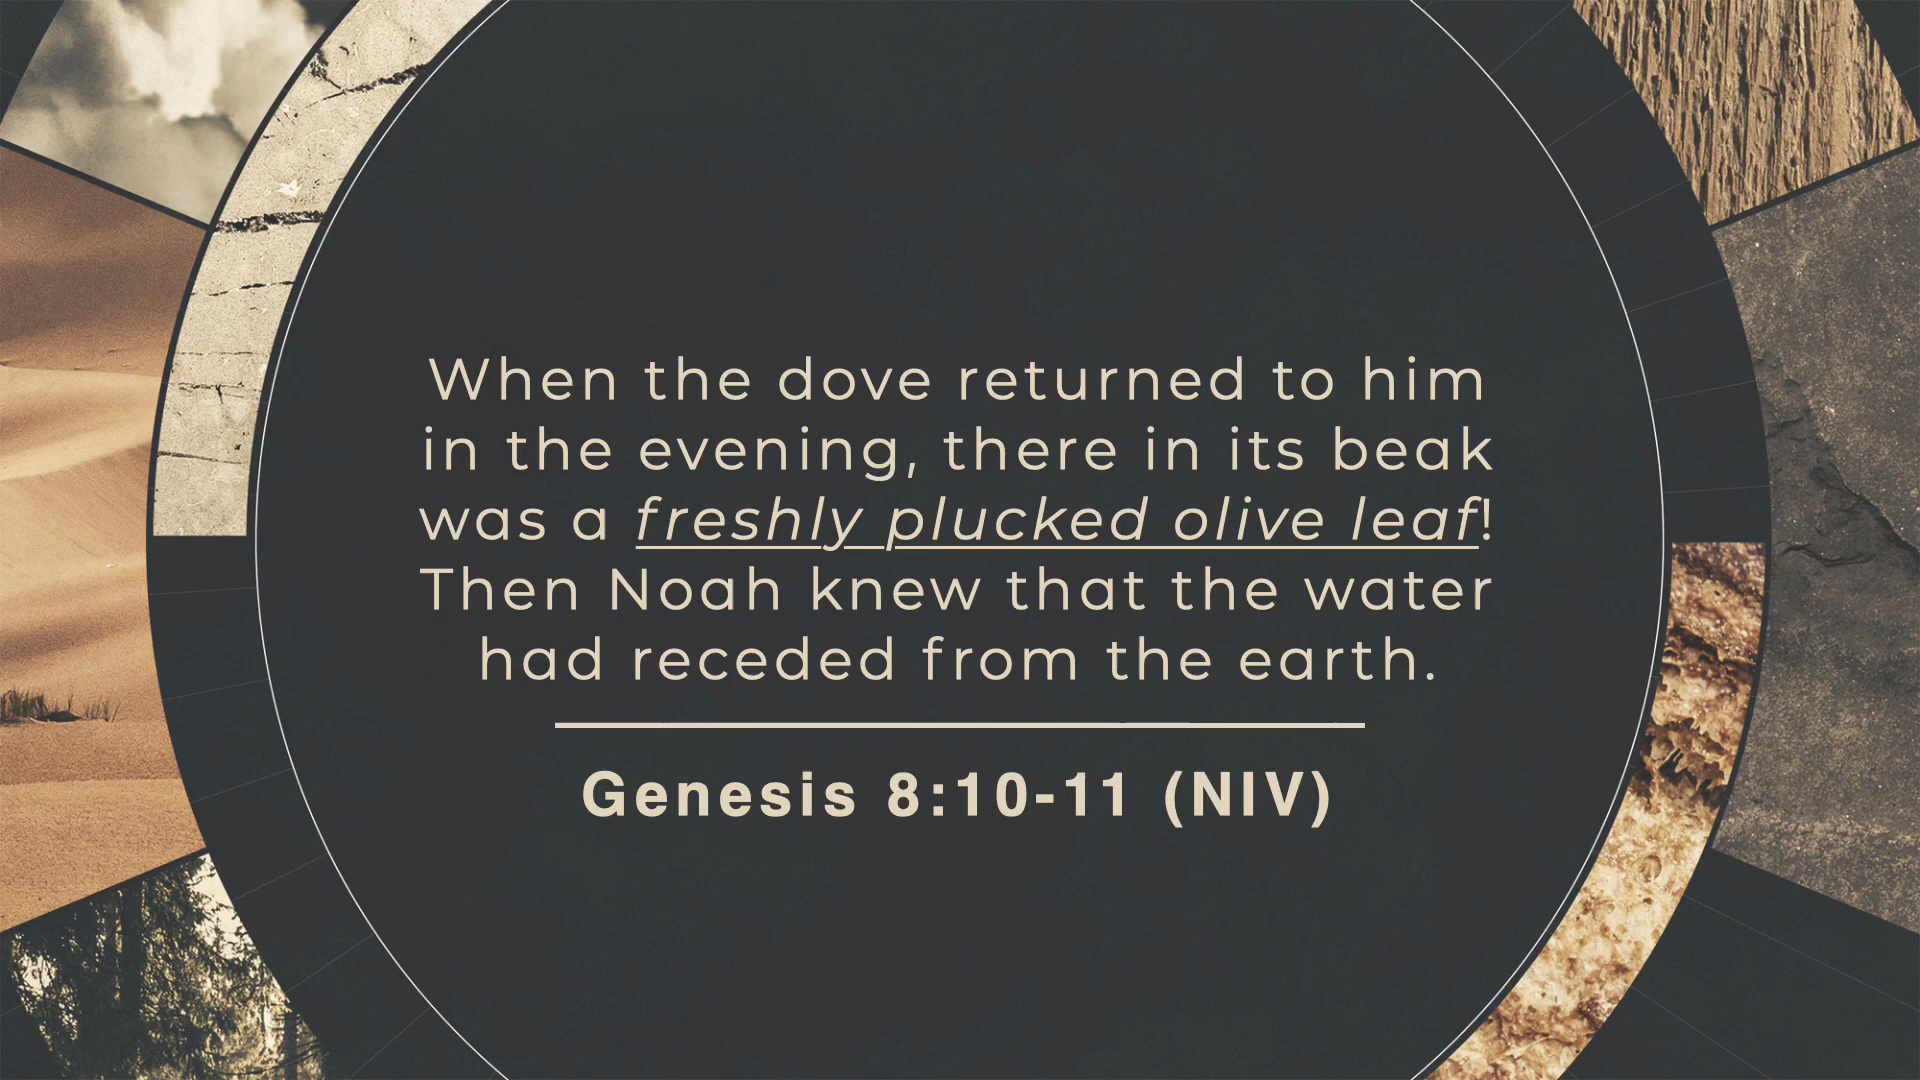 When the dove returned to him
in the evening, there in its beak
was a freshly plucked olive leaf!
Then Noah knew that the water
had receded from the earth.
Genesis 8:10-11 (NIV)